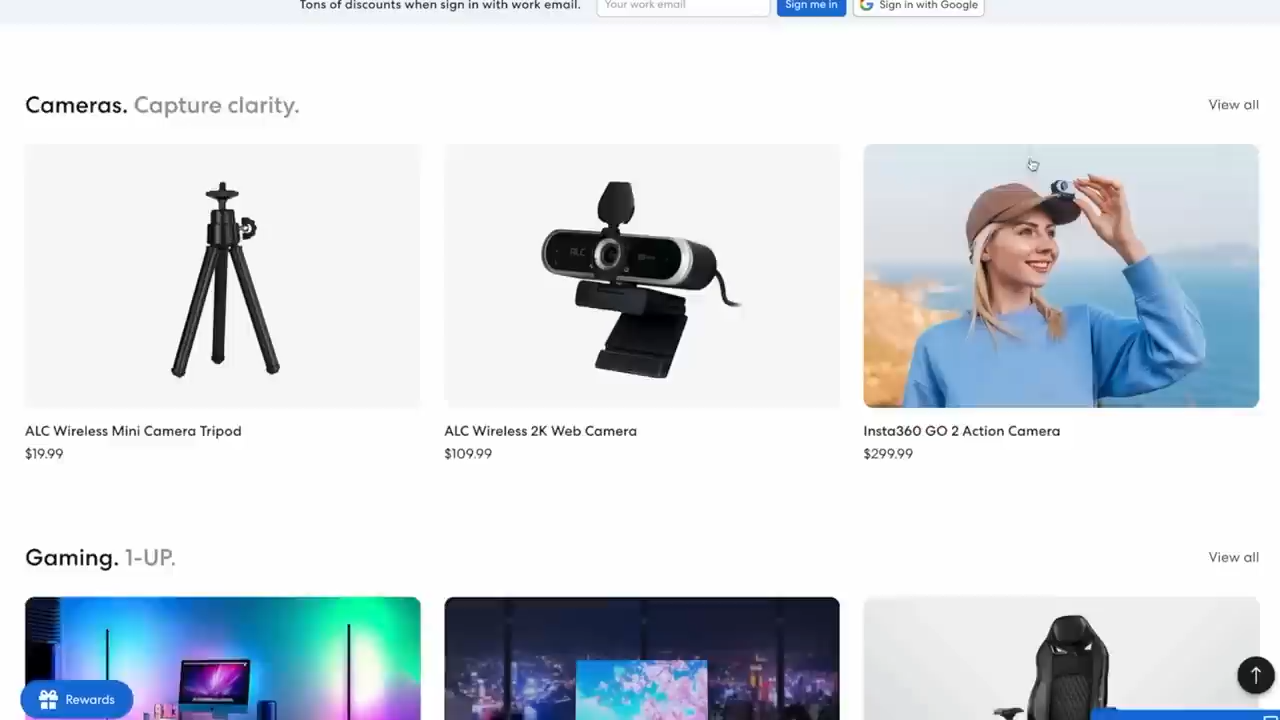 Tons of discounts when sign in with work email.
Your work email
Sign me in
Sign in with Google
Cameras. Capture clarity.
View all
ALC
ALC Wireless Mini Camera Tripod
$19.99
ALC Wireless 2K Web Camera
$109.99
Insta360 GO 2 Action Camera
$299.99
Gaming. 1-UP.
View all
Rewards